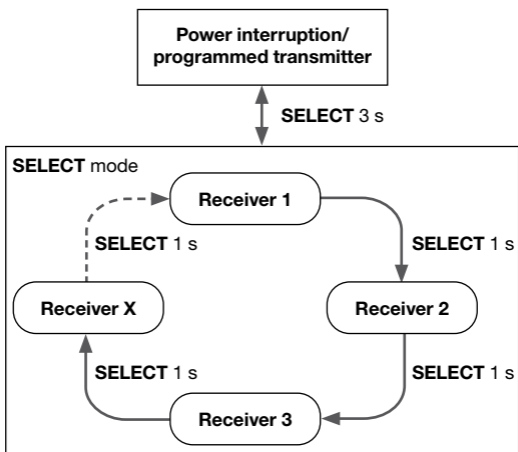 Power interruption/
programmed transmitter
SELECT 3 s
SELECT mode
Receiver 1
SELECT 1 s
SELECT 1 s
Receiver X
Receiver 2
SELECT 1 s
SELECT 1 s
Receiver 3